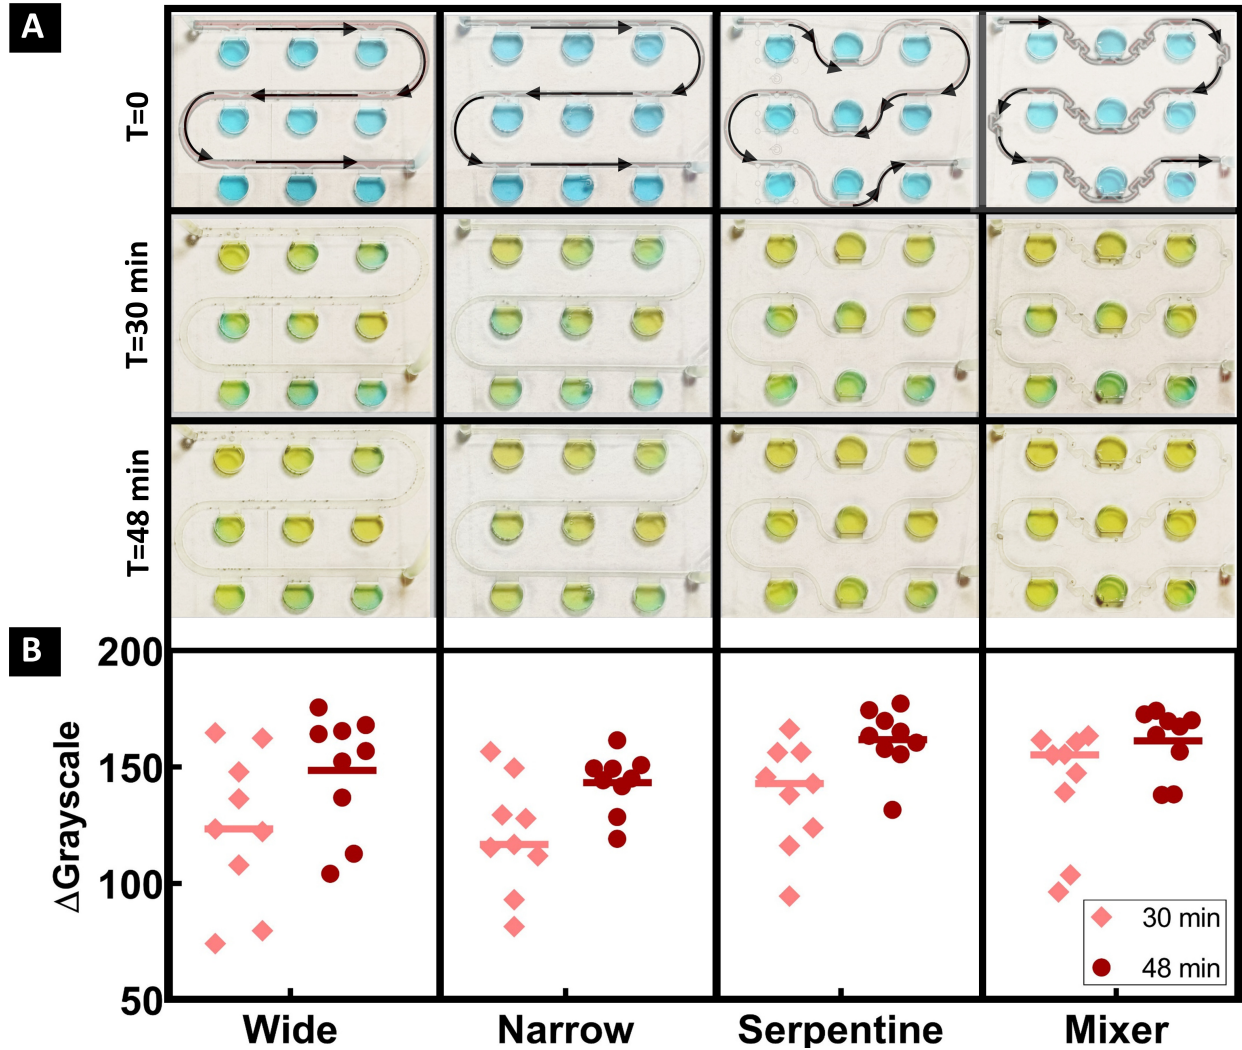 A
T=0
T=30 min
T=48 min
B
200
150
100
50
ΔGrayscale
30 min
48 min
Wide
Narrow
Serpentine
Mixer